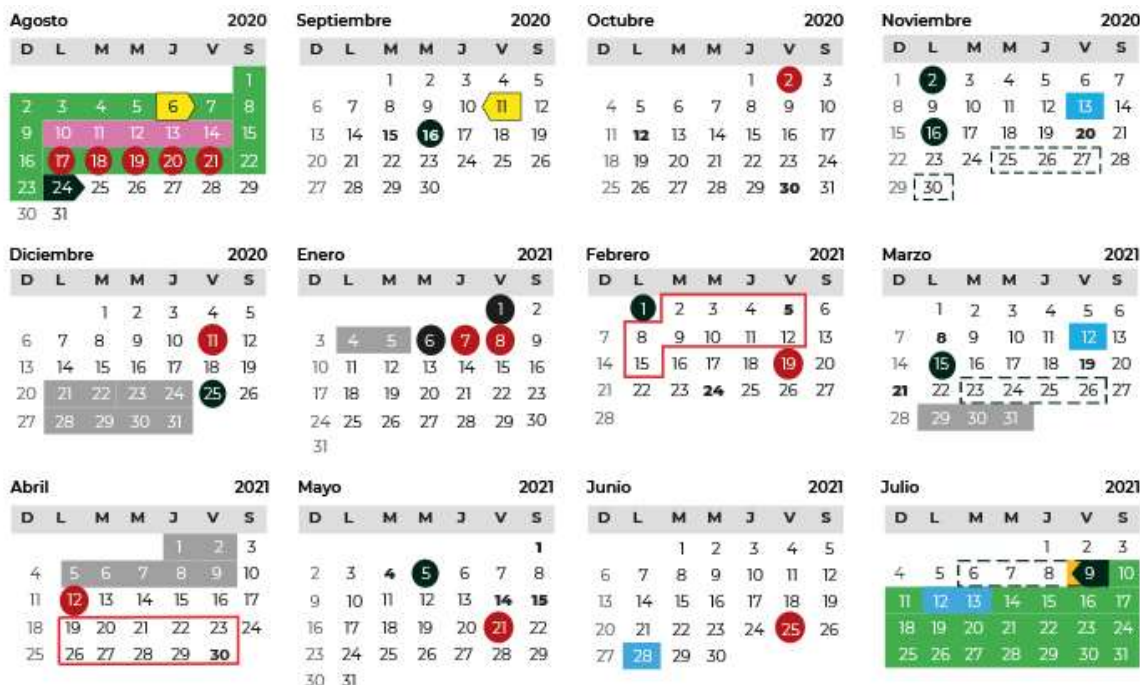 Agosto 2020
D L M M J V S
1
2 3 4 5 6 7 8
9 10 11 12 13 14 15
16 17 18 19 20 21 22
23 24 25 26 27 28 29
30 31
Septiembre 2020
D L M M J V S
1 2 3 4 5
6 7 8 9 10 11 12
13 14 15 16 17 18 19
20 21 22 23 24 25 26
27 28 29 30
Octubre 2020
D L M M J V S
1 2 3
4 5 6 7 8 9 10
11 12 13 14 15 16 17
18 19 20 21 22 23 24
25 26 27 28 29 30 31
Noviembre 2020
D L M M J V S
1 2 3 4 5 6 7
8 9 10 11 12 13 14
15 16 17 18 19 20 21
22 23 24 25 26 27 28
29 30
Diciembre 2020
D L M M J V S
1 2 3 4 5
6 7 8 9 10 11 12
13 14 15 16 17 18 19
20 21 22 23 24 25 26
27 28 29 30 31
Enero 2021
D L M M J V S
1 2
3 4 5 6 7 8 9
10 11 12 13 14 15 16
17 18 19 20 21 22 23
24 25 26 27 28 29 30
31
Febrero 2021
D L M M J V S
1 2 3 4 5 6
7 8 9 10 11 12 13
14 15 16 17 18 19 20
21 22 23 24 25 26 27
28
Marzo 2021
D L M M J V S
1 2 3 4 5 6
7 8 9 10 11 12 13
14 15 16 17 18 19 20
21 22 23 24 25 26 27
28 29 30 31
Abril 2021
D L M M J V S
1 2 3
4 5 6 7 8 9 10
11 12 13 14 15 16 17
18 19 20 21 22 23 24
25 26 27 28 29 30
Mayo 2021
D L M M J V S
1
2 3 4 5 6 7 8
9 10 11 12 13 14 15
16 17 18 19 20 21 22
23 24 25 26 27 28 29
30 31
Junio 2021
D L M M J V S
1 2 3 4 5
6 7 8 9 10 11 12
13 14 15 16 17 18 19
20 21 22 23 24 25 26
27 28 29 30
Julio 2021
D L M M J V S
1 2 3
4 5 6 7 8 9 10
11 12 13 14 15 16 17
18 19 20 21 22 23 24
25 26 27 28 29 30 31